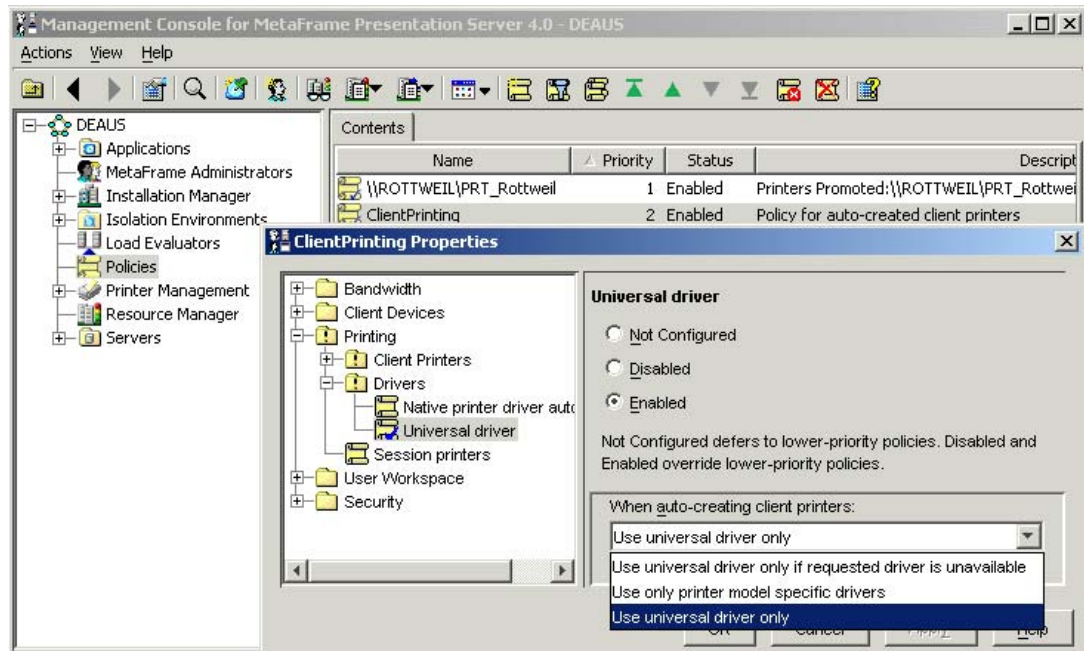 Management Console for MetaFrame Presentation Server 4.0 - DEAUS
Actions View Help
DEAUS
Applications
MetaFrame Administrators
Installation Manager
Isolation Environments
Load Evaluators
Policies
Printer Management
Resource Manager
Servers
Contents
Name Priority Status Descript
\\ROTTWEIL\PRT_Rottweil 1 Enabled Printers Promoted:\\ROTTWEIL\PRT_Rottwei
ClientPrinting 2 Enabled Policy for auto-created client printers
ClientPrinting Properties
Bandwidth
Client Devices
Printing
Client Printers
Drivers
Native printer driver auto
Universal driver
Session printers
User Workspace
Security
Universal driver
Not Configured
Disabled
Enabled
Not Configured defers to lower-priority policies. Disabled and
Enabled override lower-priority policies.
When auto-creating client printers:
Use universal driver only
Use universal driver only if requested driver is unavailable
Use only printer model specific drivers
Use universal driver only
Help